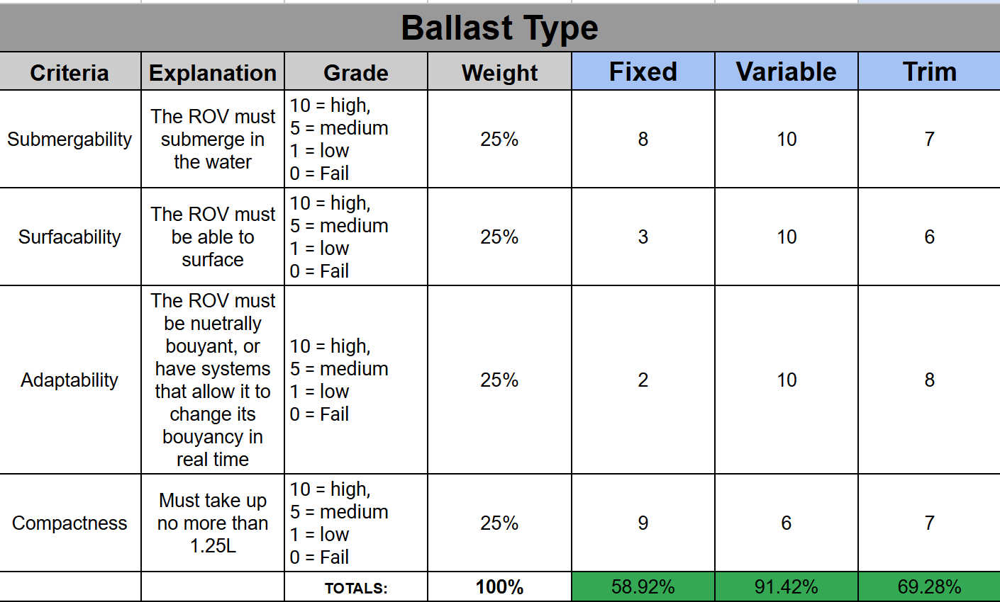 Ballast Type
Criteria Explanation Grade Weight Fixed Variable Trim
Submergability
The ROV must
submerge in
the water
10 = high,
5 = medium
1 = low
0 = Fail
25%
8
10
7
Surfacability
The ROV must
be able to
surface
10 = high,
5 = medium
1 = low
0 = Fail
25%
3
10
6
Adaptability
The ROV must
be nuetrally
bouyant, or
have systems
that allow it to
change its
bouyancy in
real time
10 = high,
5 = medium
1 = low
0 = Fail
25%
2
10
8
Compactness
Must take up
no more than
1.25L
10 = high,
5 = medium
1 = low
0 = Fail
25%
9
6
7
TOTALS: 100% 58.92% 91.42% 69.28%